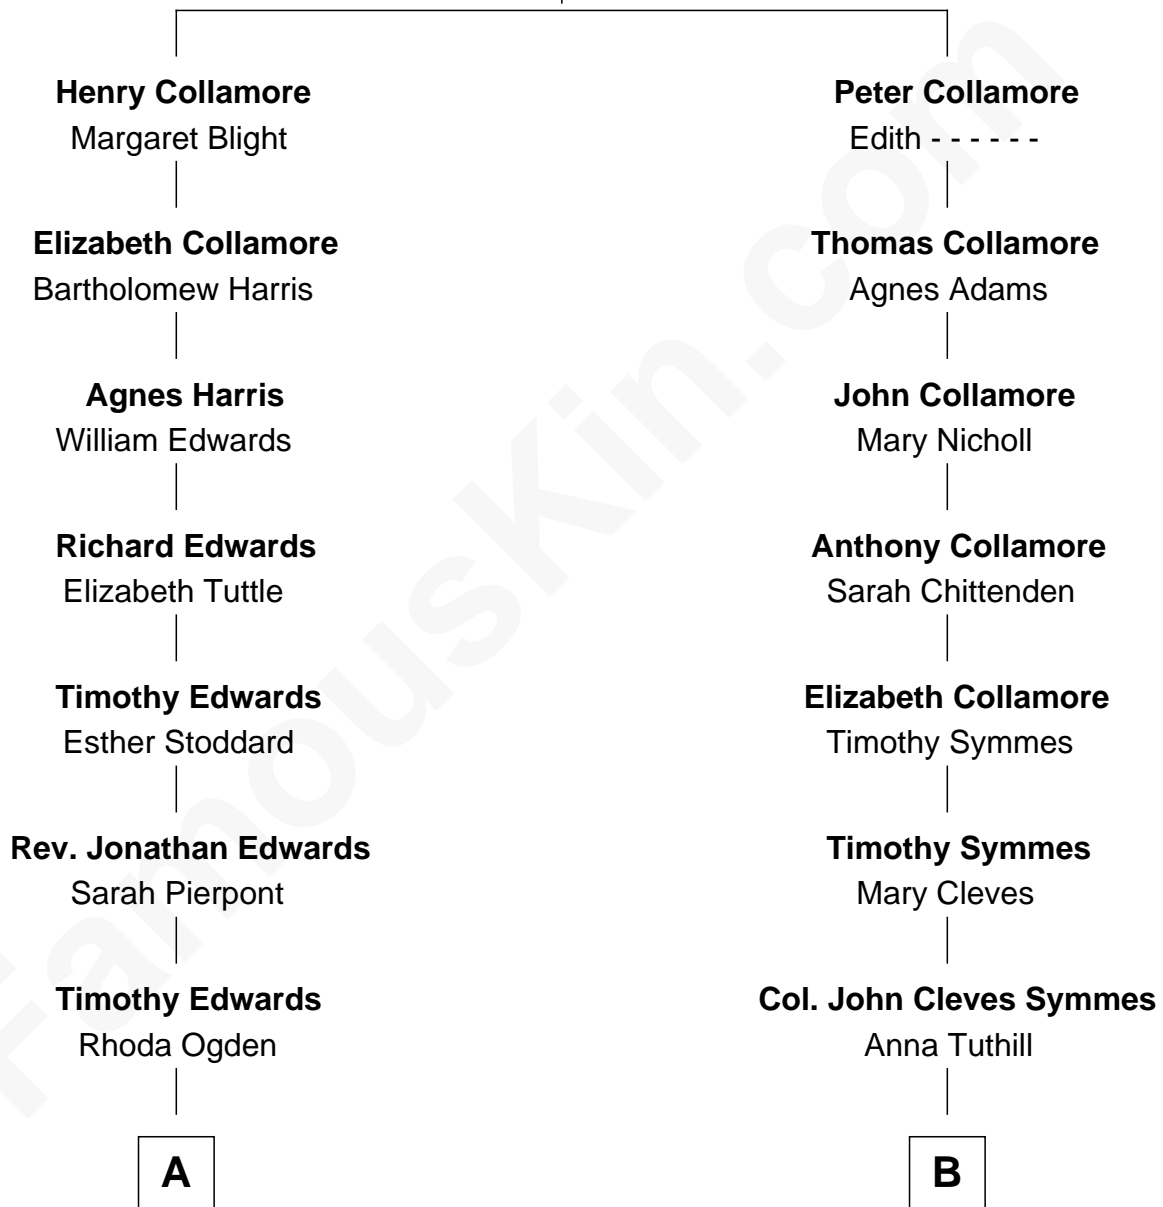 Henry Collamore
Margaret Blight
Elizabeth Collamore
Bartholomew Harris
Agnes Harris
William Edwards
Richard Edwards
Elizabeth Tuttle
Timothy Edwards
Esther Stoddard
Rev. Jonathan Edwards
Sarah Pierpont
Timothy Edwards
Rhoda Ogden
A
Peter Collamore
Edith - - - - - -
Thomas Collamore
Agnes Adams
John Collamore
Mary Nicholl
Anthony Collamore
Sarah Chittenden
Elizabeth Collamore
Timothy Symmes
Timothy Symmes
Mary Cleves
Col. John Cleves Symmes
Anna Tuthill
B
FamousKin.com